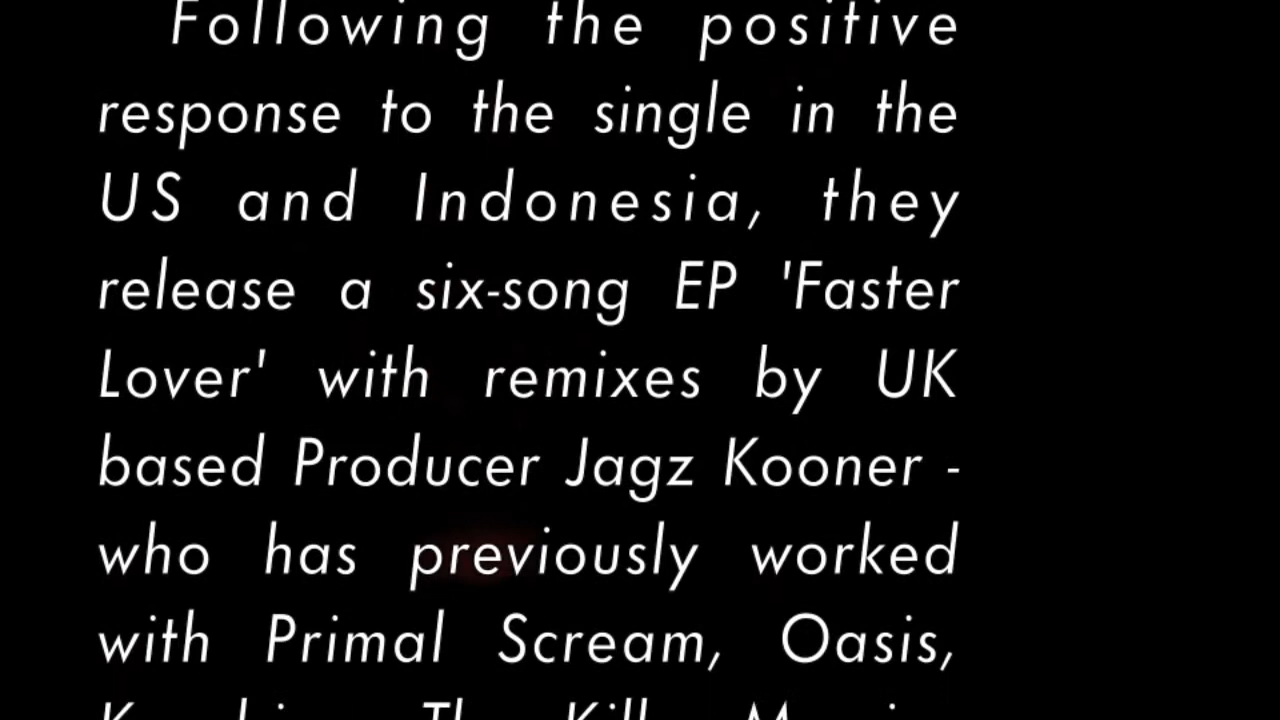 Following the positive
response to the single in the
US and Indonesia, they
release a six-song EP 'Faster
Lover' with remixes by UK
based Producer Jagz Kooner -
who has previously worked
with Primal Scream, Oasis,